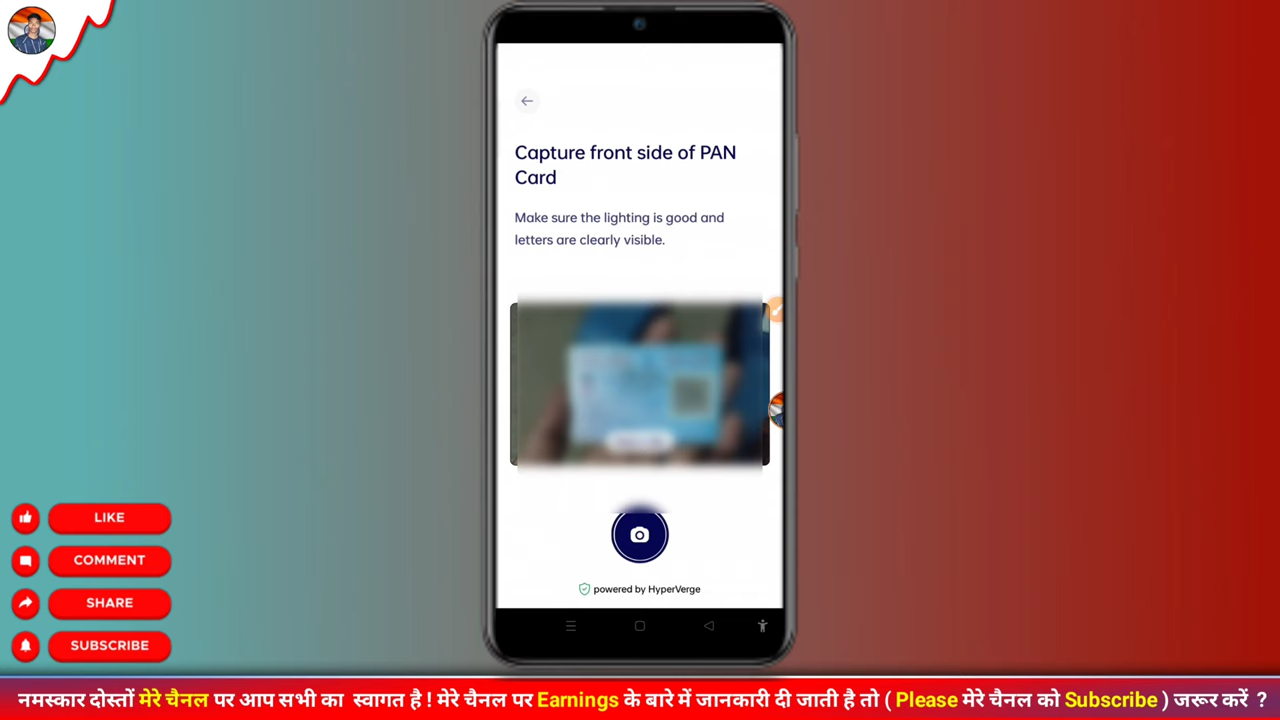 Capture front side of PAN
Card
Make sure the lighting is good and
letters are clearly visible.
powered by HyperVerge
LIKE
COMMENT
SHARE
SUBSCRIBE
नमस्कार दोस्तों मेरे चैनल पर आप सभी का स्वागत है ! मेरे चैनल पर Earnings के बारे में जानकारी दी जाती है तो ( Please मेरे चैनल को Subscribe ) जरूर करें ?